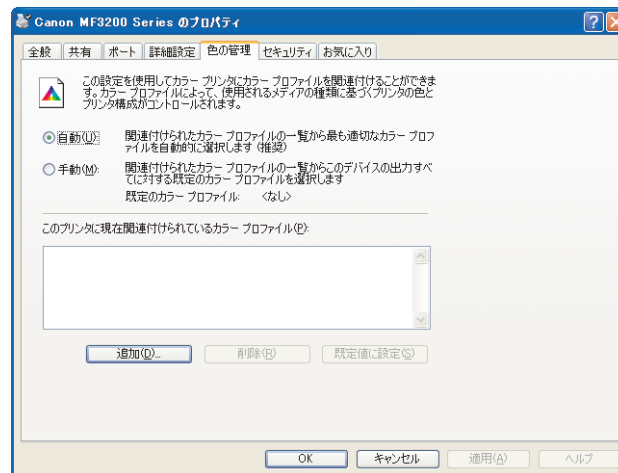 Canon MF3200 Series のプロパティ
全般 共有 ポート 詳細設定 色の管理 セキュリティ お気に入り
この設定を使用してカラー プリンタにカラー プロファイルを関連付けることができま
す。カラー プロファイルによって、使用されるメディアの種類に基づくプリンタの色と
プリンタ構成がコントロールされます。
自動(U) 関連付けられたカラー プロファイルの一覧から最も適切なカラー プロフ
ァイルを自動的に選択します (推奨)
手動(M): 関連付けられたカラー プロファイルの一覧からこのデバイスの出力すべ
てに対する既定のカラー プロファイルを選択します
既定のカラー プロファイル: <なし>
このプリンタに現在関連付けられているカラー プロファイル(P):
追加(D)... 削除(R) 既定値に設定(S)
OK キャンセル 適用(A) ヘルプ